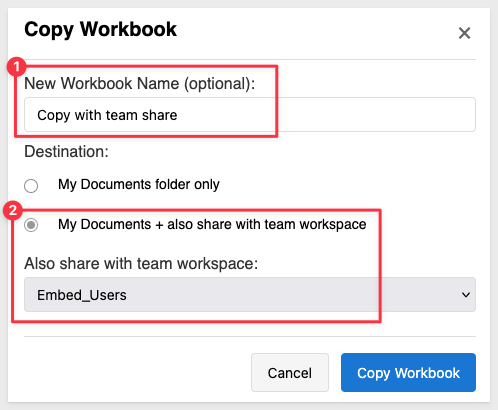 Copy Workbook
1
New Workbook Name (optional):
Copy with team share
Destination:
My Documents folder only
2
My Documents + also share with team workspace
Also share with team workspace:
Embed_Users
Cancel
Copy Workbook